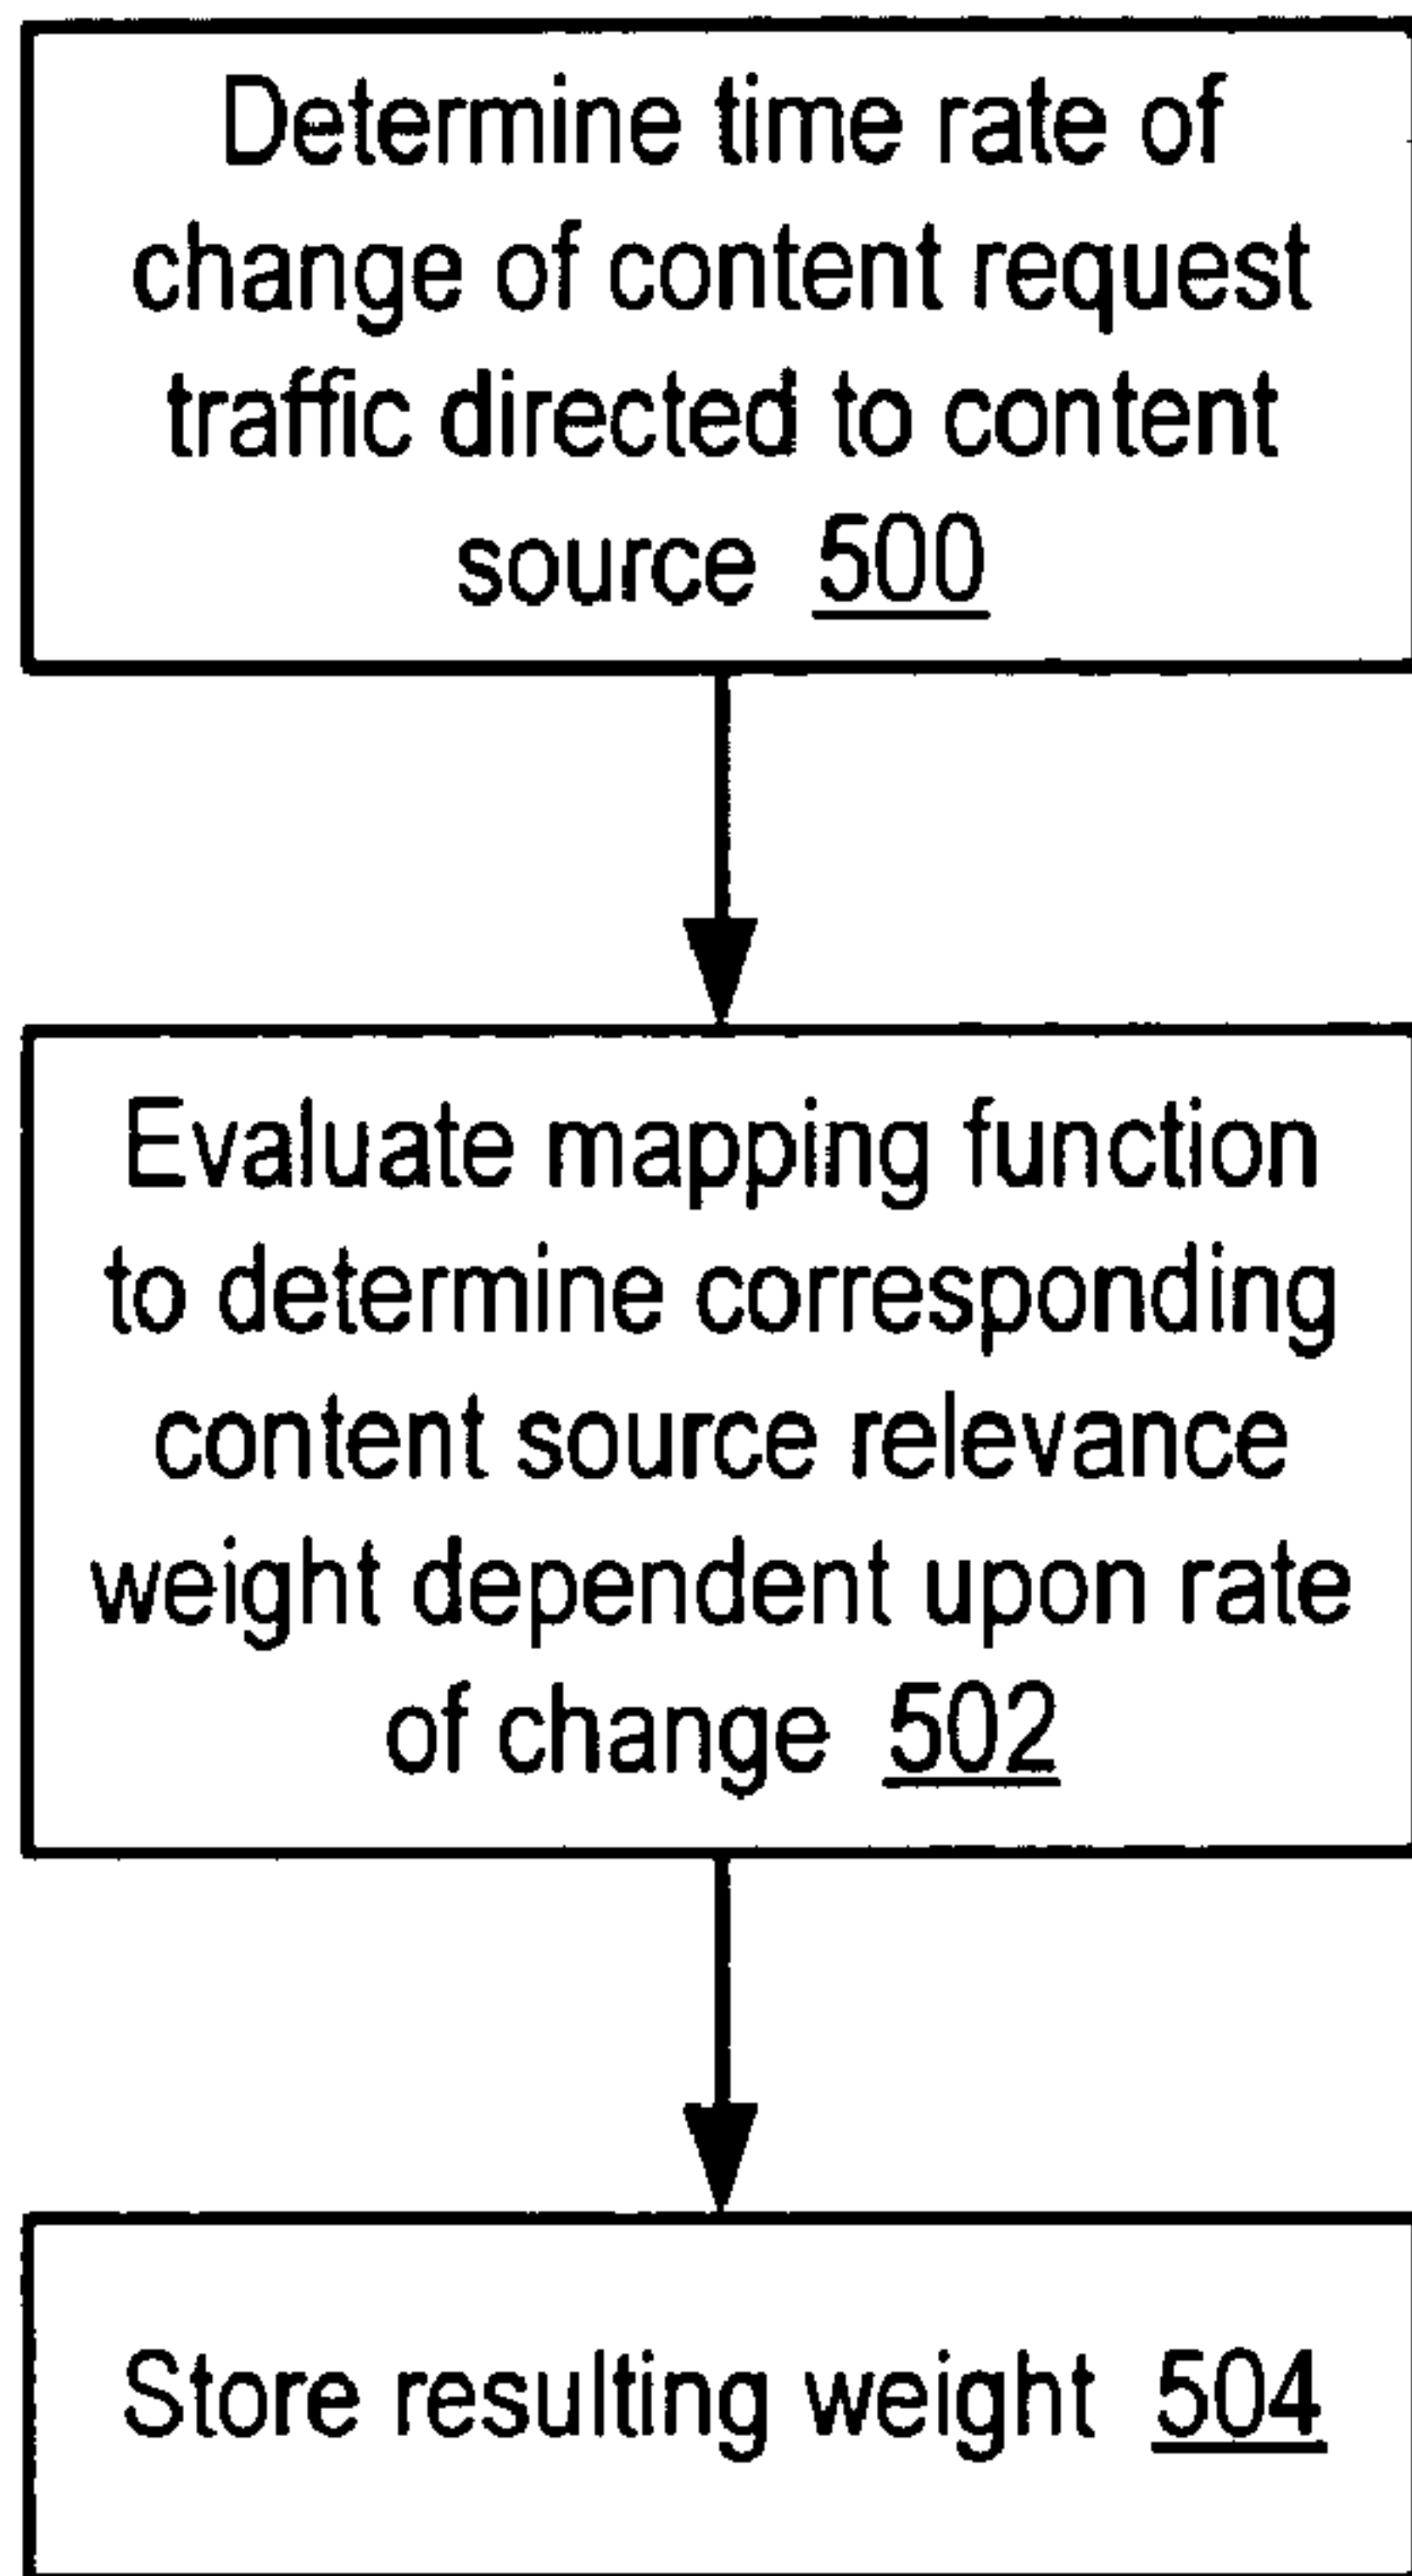 Determine time rate of
change of content request
traffic directed to content
source 500
Evaluate mapping function
to determine corresponding
content source relevance
weight dependent upon rate
of change 502
Store resulting weight 504